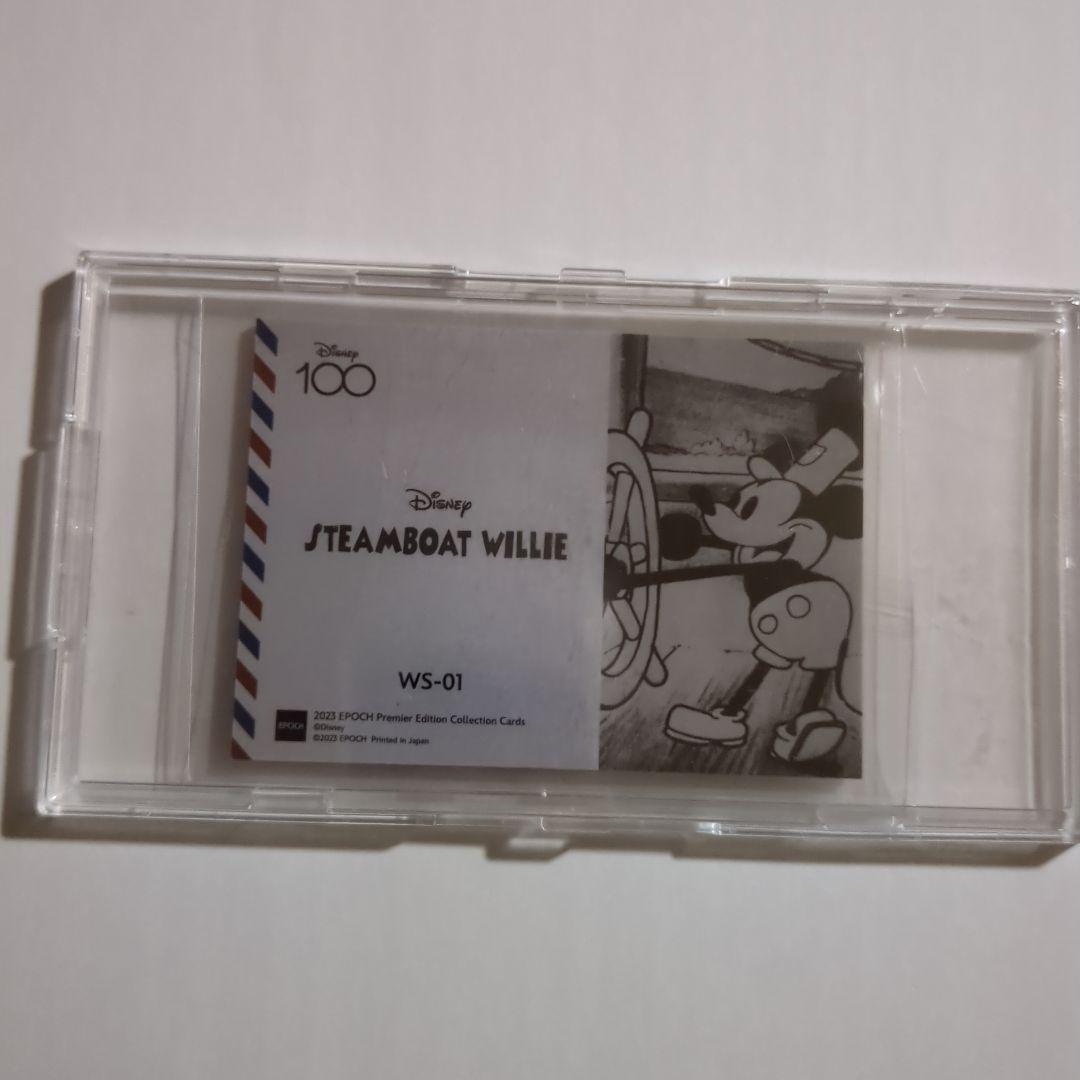 Disney
100
Disney
STEAMBOAT WILLIE
WS-01
EPOCH
2023 EPOCH Premier Edition Collection Cards
©Disney
©2023 EPOCH Printed in Japan